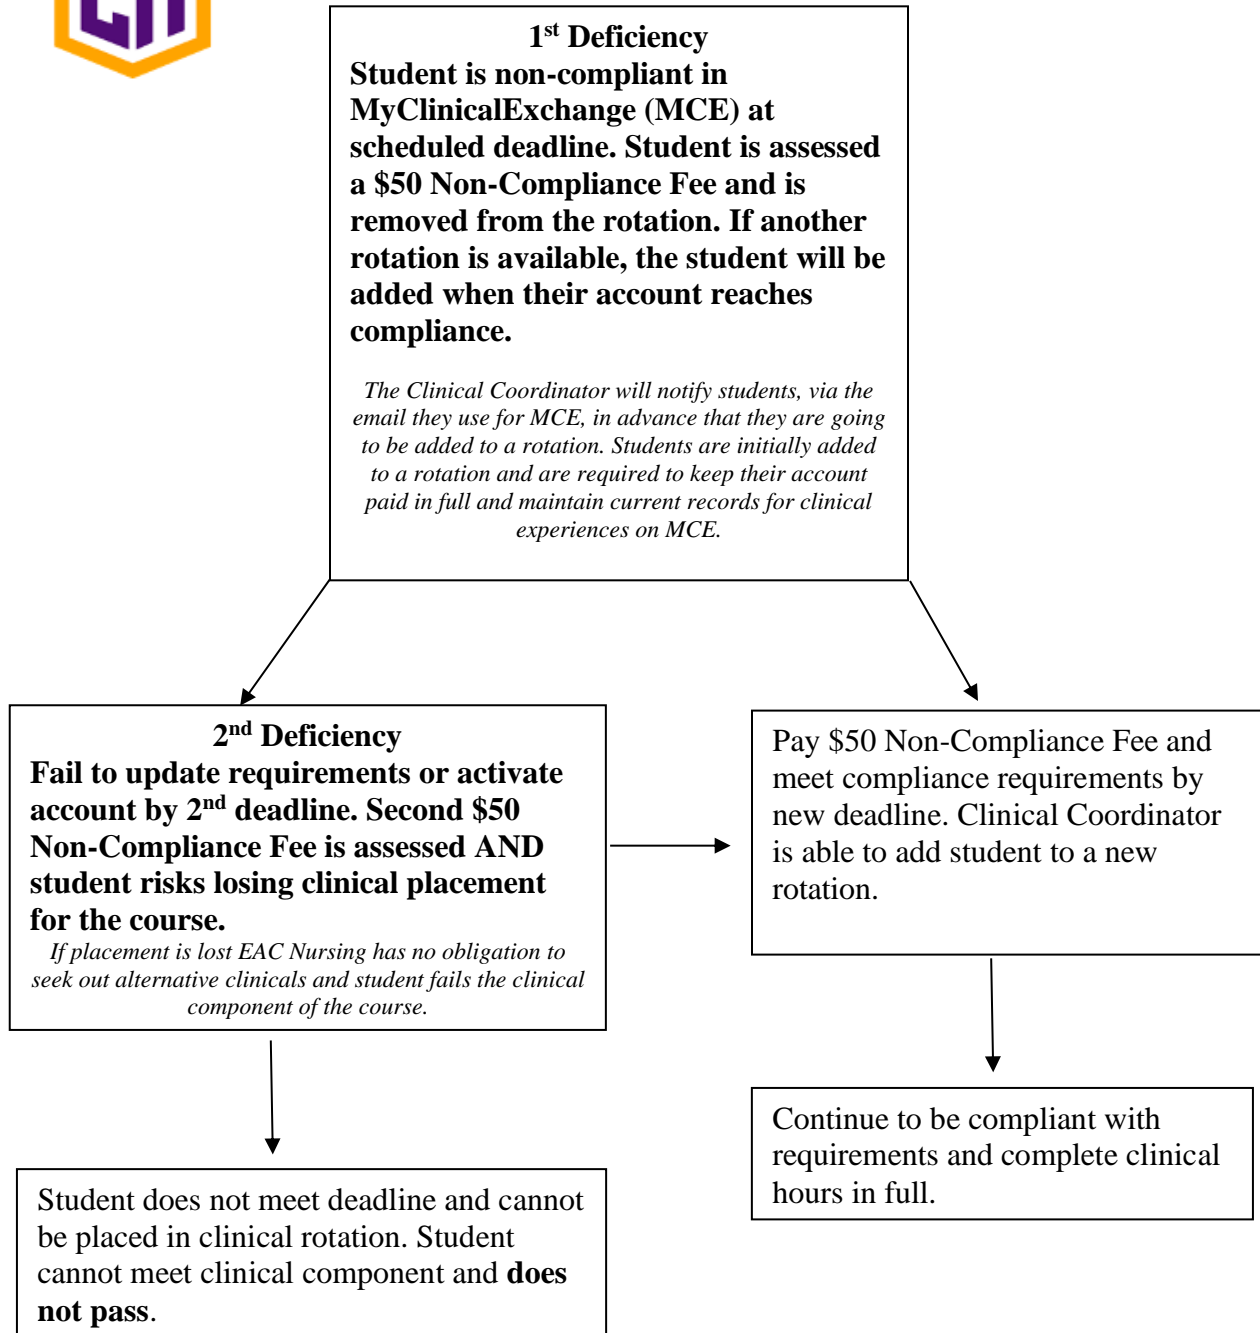 1st Deficiency
Student is non-compliant in
MyClinicalExchange (MCE) at
scheduled deadline. Student is assessed
a $50 Non-Compliance Fee and is
removed from the rotation. If another
rotation is available, the student will be
added when their account reaches
compliance.
The Clinical Coordinator will notify students, via the
email they use for MCE, in advance that they are going
to be added to a rotation. Students are initially added
to a rotation and are required to keep their account
paid in full and maintain current records for clinical
experiences on MCE.
2nd Deficiency
Fail to update requirements or activate
account by 2nd deadline. Second $50
Non-Compliance Fee is assessed AND
student risks losing clinical placement
for the course.
If placement is lost EAC Nursing has no obligation to
seek out alternative clinicals and student fails the clinical
component of the course.
Pay $50 Non-Compliance Fee and
meet compliance requirements by
new deadline. Clinical Coordinator
is able to add student to a new
rotation.
Continue to be compliant with
requirements and complete clinical
hours in full.
Student does not meet deadline and cannot
be placed in clinical rotation. Student
cannot meet clinical component and does
not pass.